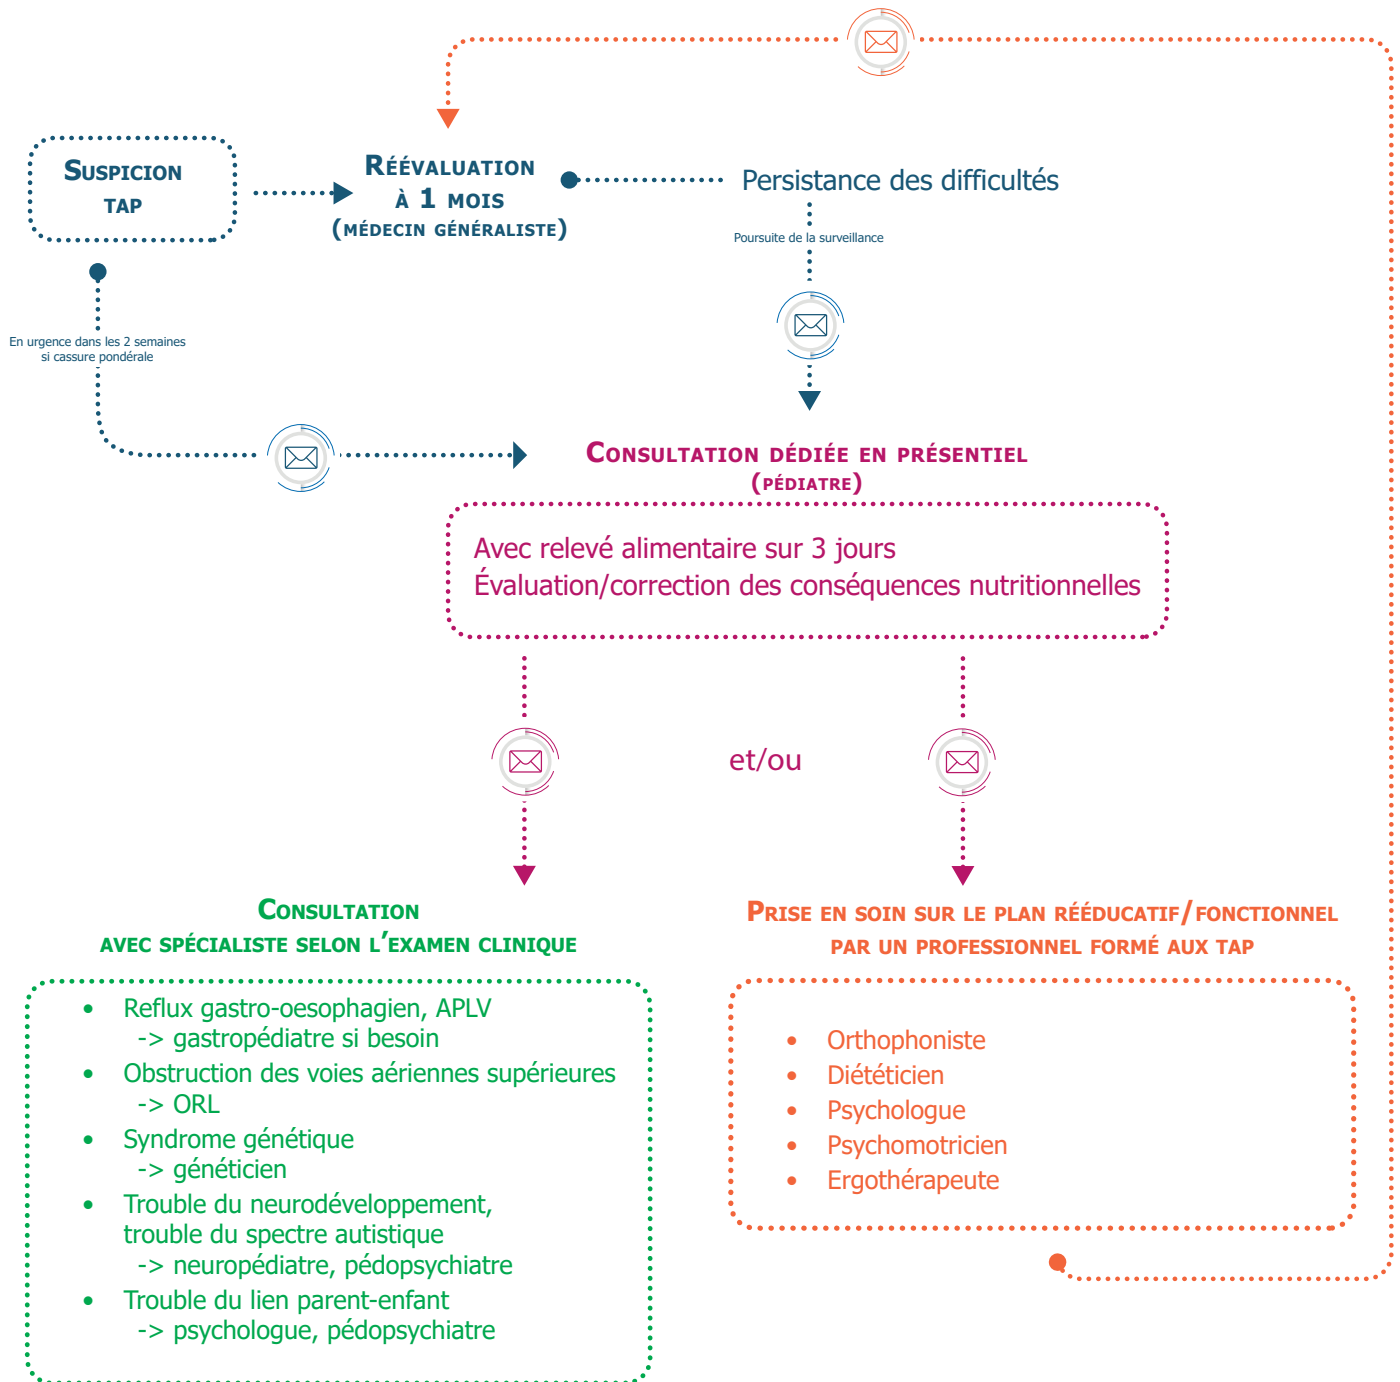 Suspicion
tap
Réévaluation
à 1 mois
(médecin généraliste)
Persistance des difficultés
Poursuite de la surveillance
En urgence dans les 2 semaines
si cassure pondérale
Consultation dédiée en présentiel
(pédiatre)
Avec relevé alimentaire sur 3 jours
Évaluation/correction des conséquences nutritionnelles
et/ou
Consultation
avec spécialiste selon l'examen clinique
• Reflux gastro-oesophagien, APLV
-> gastropédiatre si besoin
• Obstruction des voies aériennes supérieures
-> ORL
• Syndrome génétique
-> généticien
• Trouble du neurodéveloppement,
trouble du spectre autistique
-> neuropédiatre, pédopsychiatre
• Trouble du lien parent-enfant
-> psychologue, pédopsychiatre
Prise en soin sur le plan rééducatif/fonctionnel
par un professionnel formé aux tap
• Orthophoniste
• Diététicien
• Psychologue
• Psychomotricien
• Ergothérapeute